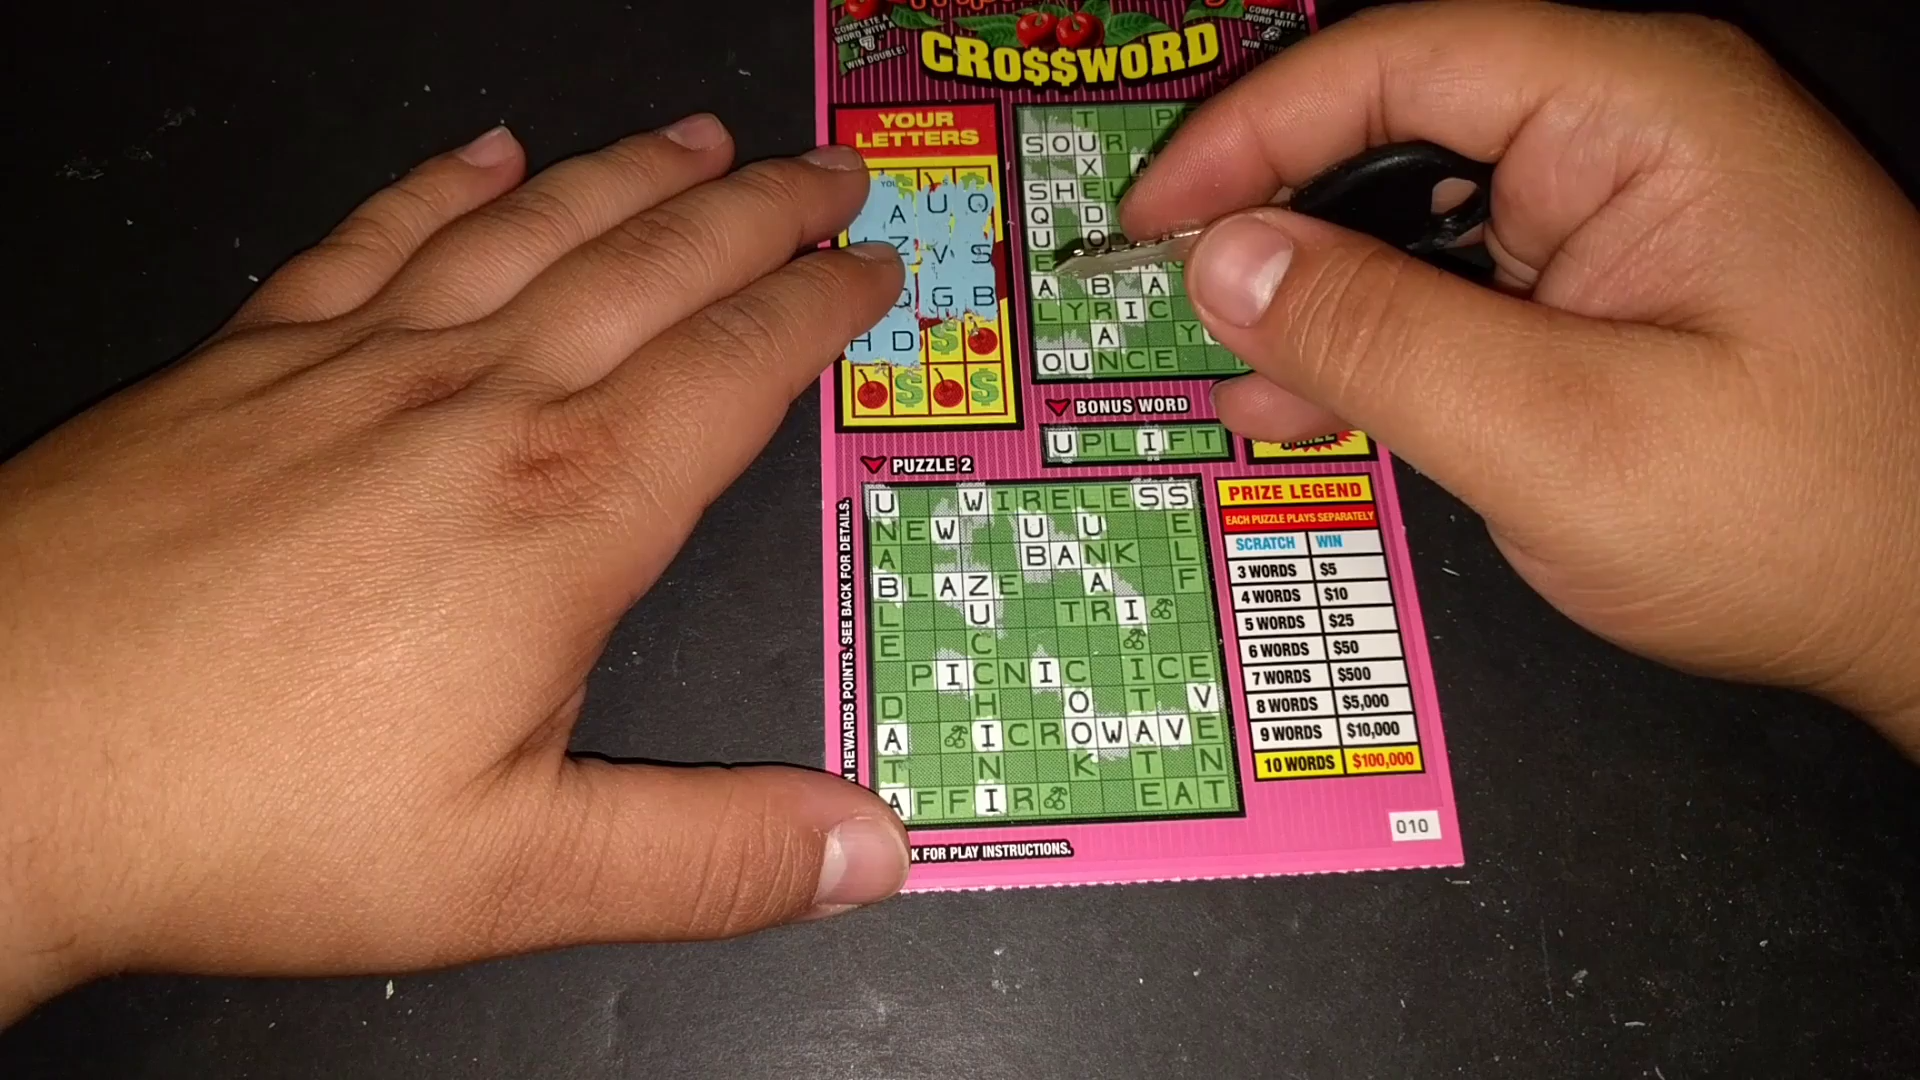 COMPLETE A
WORD WITH A
WIN DOUBLE!
COMPLETE A
WORD WITH A
CRO$$WORD
YOUR
LETTERS
A U Q
Z V S
Q G B
H D
T P
SOUR
X A
SHEL
Q D
U O
E
A B A
LYRIC
A Y
OUNCE
BONUS WORD
UPLIFT
PUZZLE 2
U WIRELESS
NEW U U E
A BANK L
BLAZE A F
L U TRI
E C
PICNIC ICE
D H O T V
A ICROWAVE
T N K T N
AFFIR EAT
REWARDS POINTS. SEE BACK FOR DETAILS.
K FOR PLAY INSTRUCTIONS.
PRIZE LEGEND
EACH PUZZLE PLAYS SEPARATELY
SCRATCH WIN
3 WORDS $5
4 WORDS $10
5 WORDS $25
6 WORDS $50
7 WORDS $500
8 WORDS $5,000
9 WORDS $10,000
10 WORDS $100,000
010